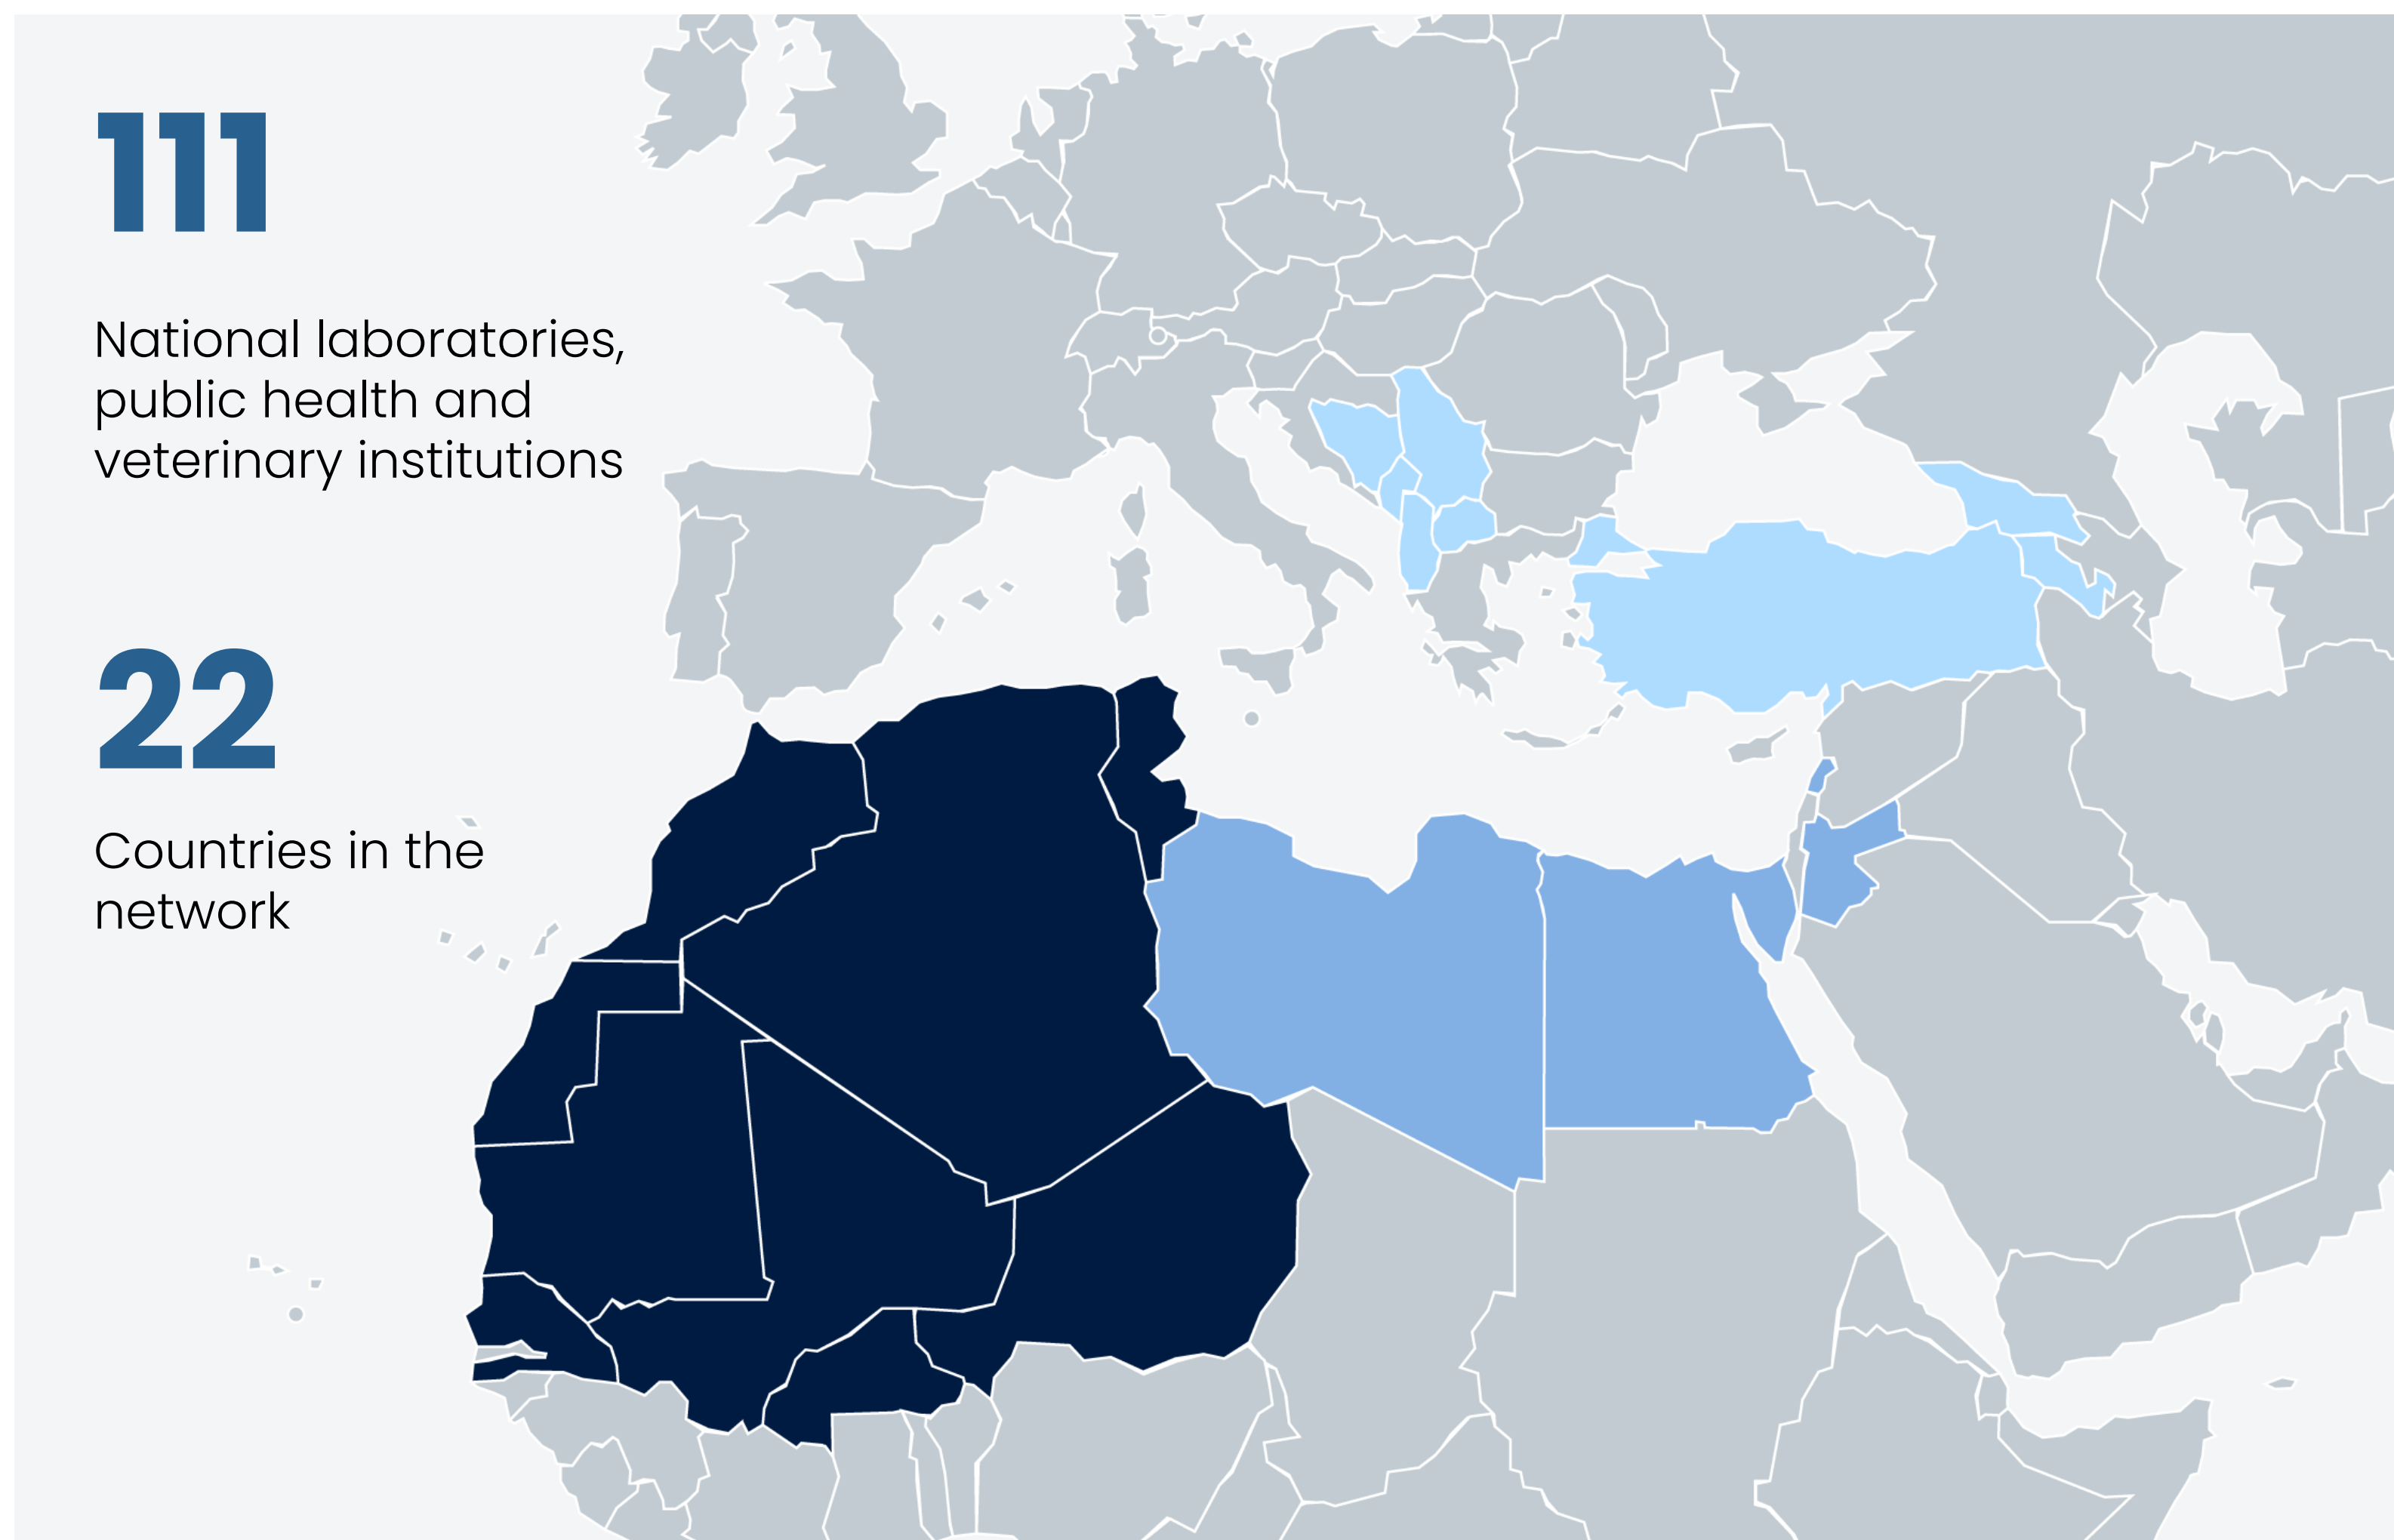 111
National laboratories,
public health and
veterinary institutions
22
Countries in the
network